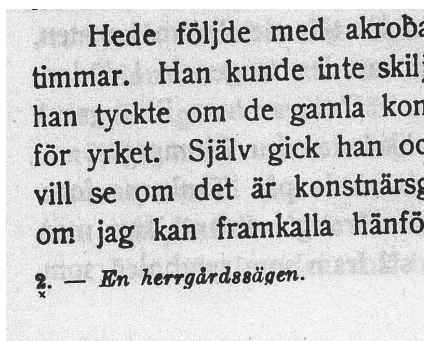 Hede följde med akroba
timmar. Han kunde inte skilj
han tyckte om de gamla kon
för yrket. Själv gick han oc
vill se om det är konstnärsg
om jag kan framkalla hänfö
2. — En herrgårdssägen.
x